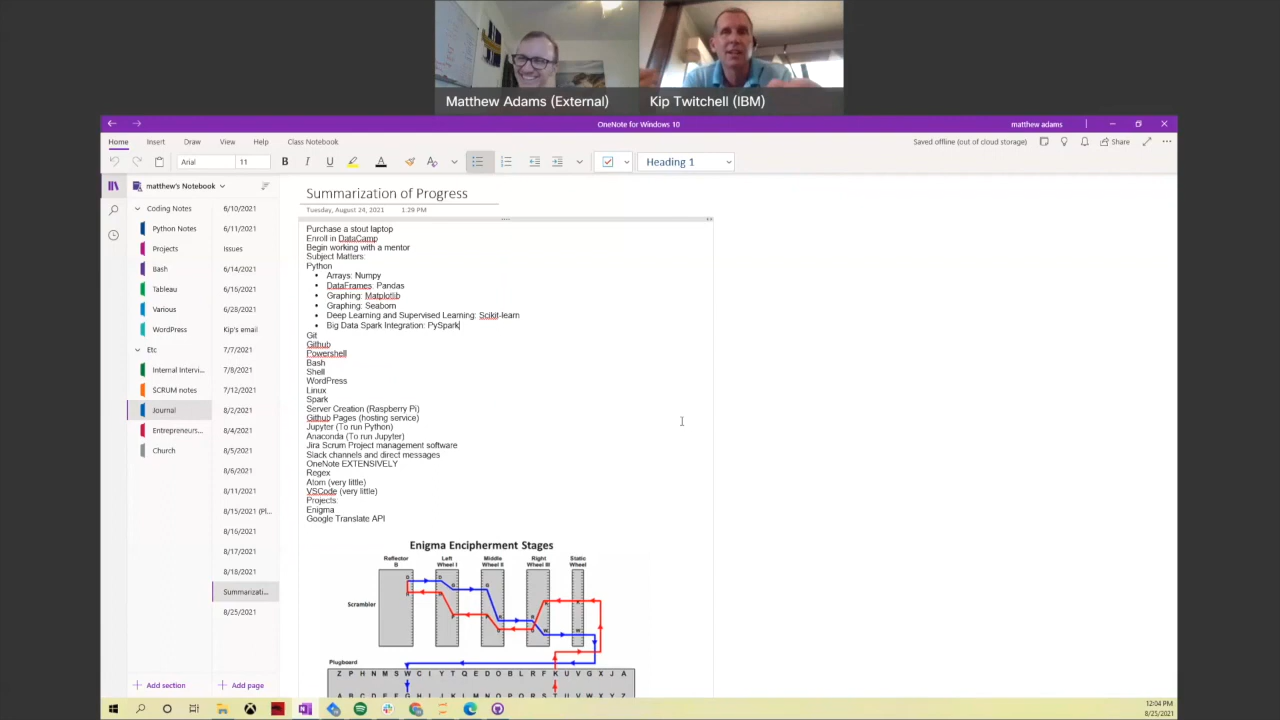 Matthew Adams (External)
Kip Twitchell (IBM)
OneNote for Windows 10
matthew adams
Home
Insert
Draw
View
Help
Class Notebook
Saved offline (out of cloud storage)
Share
Arial
11
B
I
U
A
Heading 1
matthew's Notebook
Coding Notes
Python Notes
Projects
Bash
Tableau
Various
WordPress
Etc
Internal Intervi...
SCRUM notes
Journal
Entrepreneurs...
Church
6/10/2021
6/11/2021
Issues
6/14/2021
6/15/2021
6/28/2021
Kip's email
7/7/2021
7/8/2021
7/12/2021
8/2/2021
8/4/2021
8/5/2021
8/6/2021
8/11/2021
8/15/2021 (Pl...
8/16/2021
8/17/2021
8/18/2021
Summarizati...
8/25/2021
Add section
Add page
Summarization of Progress
Tuesday, August 24, 2021 1:29 PM
Purchase a stout laptop
Enroll in DataCamp
Begin working with a mentor
Subject Matters:
Python
• Arrays: Numpy
• DataFrames: Pandas
• Graphing: Matplotlib
• Graphing: Seaborn
• Deep Learning and Supervised Learning: Scikit-learn
• Big Data Spark Integration: PySpark
Git
Github
Powershell
Bash
Shell
WordPress
Linux
Spark
Server Creation (Raspberry Pi)
Github Pages (hosting service)
Jupyter (To run Python)
Anaconda (To run Jupyter)
Jira Scrum Project management software
Slack channels and direct messages
OneNote EXTENSIVELY
Regex
Atom (very little)
VSCode (very little)
Projects:
Enigma
Google Translate API
Enigma Encipherment Stages
Reflector B
Left Wheel I
Middle Wheel II
Right Wheel III
Static Wheel
Scrambler
Plugboard
Z P H N M S W C I Y T Q E D O B L R F K U V G X J A
12:04 PM
8/25/2021